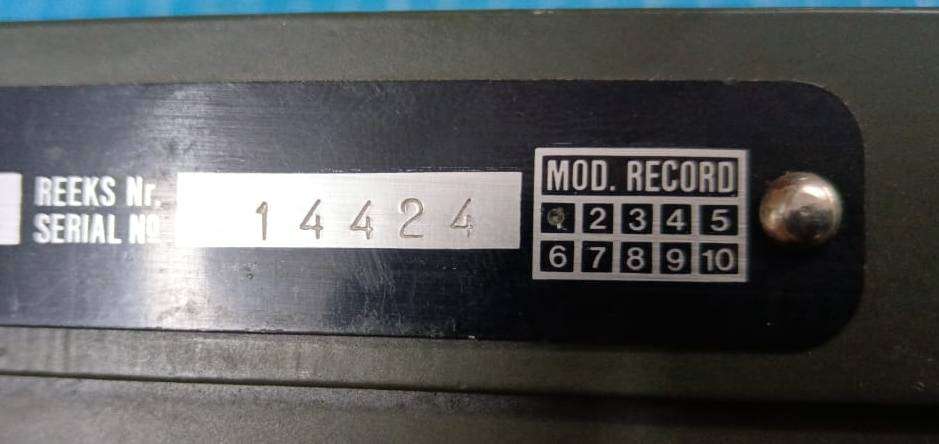 REEKS Nr.
SERIAL No
14424
MOD. RECORD
2 3 4 5
6 7 8 9 10